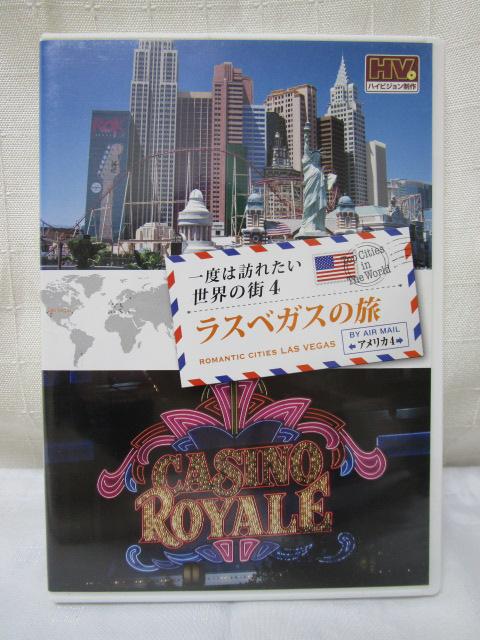 HV
ハイビジョン制作
一度は訪れたい
世界の街 4
Top Cities
in
The World
ラスベガスの旅
ROMANTIC CITIES LAS VEGAS
BY AIR MAIL
アメリカ4
CASINO
ROYALE